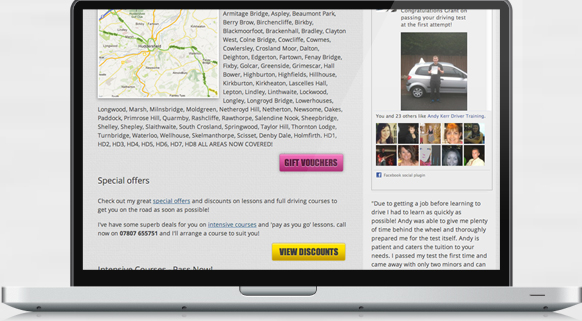 Armitage Bridge, Aspley, Beaumont Park,
Berry Brow, Birchencliffe, Birkby,
Blackmoorfoot, Brackenhall, Bradley, Clayton
West, Colne Bridge, Cowcliffe, Cowmes,
Cowlersley, Crosland Moor, Dalton,
Deighton, Edgerton, Fartown, Fenay Bridge,
Fixby, Golcar, Greenside, Grimescar, Hall
Bower, Highburton, Highfields, Hillhouse,
Kirkburton, Kirkheaton, Lascelles Hall,
Lepton, Lindley, Linthwaite, Lockwood,
Longley, Longroyd Bridge, Lowerhouses,
Longwood, Marsh, Milnsbridge, Moldgreen, Netheroyd Hill, Netherton, Newsome, Oakes,
Paddock, Primrose Hill, Quarmby, Rashcliffe, Rawthorpe, Salendine Nook, Sheepbridge,
Shelley, Shepley, Slaithwaite, South Crosland, Springwood, Taylor Hill, Thornton Lodge,
Turnbridge, Waterloo, Wellhouse, Skelmanthorpe, Scisset, Denby Dale, Holmfirth. HD1,
HD2, HD3, HD4, HD5, HD6, HD7, HD8 ALL AREAS NOW COVERED!
GIFT VOUCHERS
Special offers
Check out my great special offers and discounts on lessons and full driving courses to
get you on the road as soon as possible!
I've have some superb deals for you on intensive courses and 'pay as you go' lessons. call
now on 07807 655751 and I'll arrange a course to suit you!
VIEW DISCOUNTS
Intensive Courses - Pass Now!
Huddersfield
Congratulations Grant on
passing your driving test
at the first attempt!
You and 23 others like Andy Kerr Driver Training.
Facebook social plugin
"Due to getting a job before learning to
drive I had to learn as quickly as
possible! Andy was able to give me plenty
of time behind the wheel and thoroughly
prepared me for the test itself. Andy is
patient and caters the tuition to your
needs. I passed my test the first time and
came away with only two minors and can